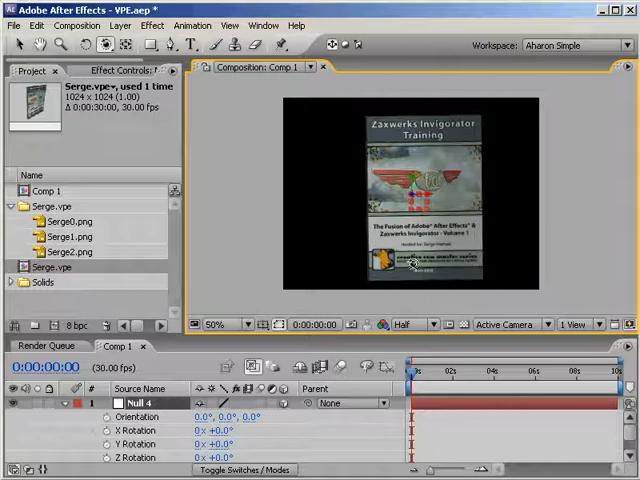 Adobe After Effects - VPE.aep *
File Edit Composition Layer Effect Animation View Window Help
Workspace: Aharon Simple
Project Effect Controls: Composition: Comp 1
Serge.vpe, used 1 time
1024 x 1024 (1.00)
Δ 0:00:30:00, 30.00 fps
Name
Comp 1
Serge.vpe
Serge0.png
Serge1.png
Serge2.png
Serge.vpe
Solids
8 bpc
Zaxwerks Invigorator
Training
The Fusion of Adobe® After Effects® &
Zaxwerks Invigorator - Volume 1
50% 0:00:00:00 Half Active Camera 1 View
Render Queue Comp 1
0:00:00:00 (30.00 fps)
0s 02s 04s 06s 08s 10s
# Source Name Parent
1 Null 4 None
Orientation 0.0°, 0.0°, 0.0°
X Rotation 0 x +0.0°
Y Rotation 0 x +0.0°
Z Rotation 0 x +0.0°
Toggle Switches / Modes